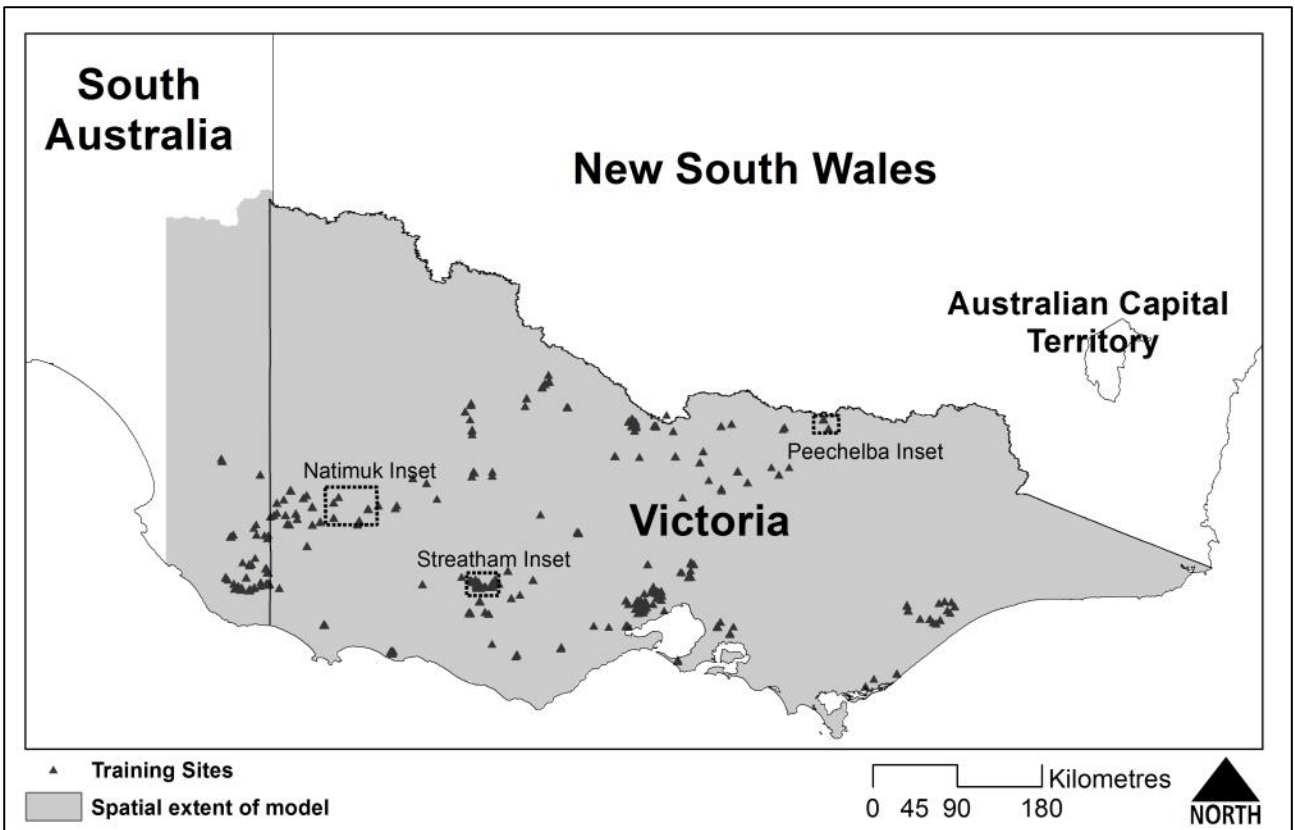 South
Australia
New South Wales
Australian Capital
Territory
Peechelba Inset
Natimuk Inset
Victoria
Streatham Inset
Training Sites
Spatial extent of model
Kilometres
0 45 90 180
NORTH